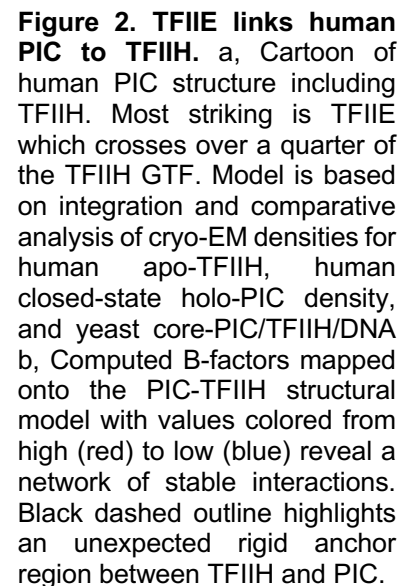 Figure 2. TFIIE links human
PIC to TFIIH. a, Cartoon of
human PIC structure including
TFIIH. Most striking is TFIIE
which crosses over a quarter of
the TFIIH GTF. Model is based
on integration and comparative
analysis of cryo-EM densities for
human apo-TFIIH, human
closed-state holo-PIC density,
and yeast core-PIC/TFIIH/DNA
b, Computed B-factors mapped
onto the PIC-TFIIH structural
model with values colored from
high (red) to low (blue) reveal a
network of stable interactions.
Black dashed outline highlights
an unexpected rigid anchor
region between TFIIH and PIC.